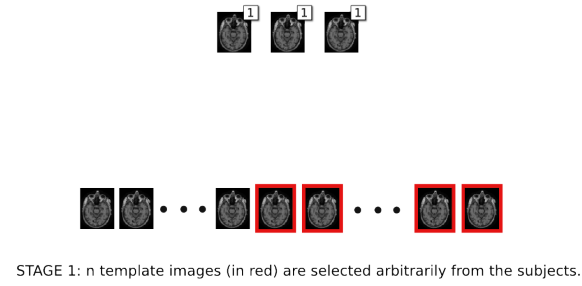 1 1 1
STAGE 1: n template images (in red) are selected arbitrarily from the subjects.